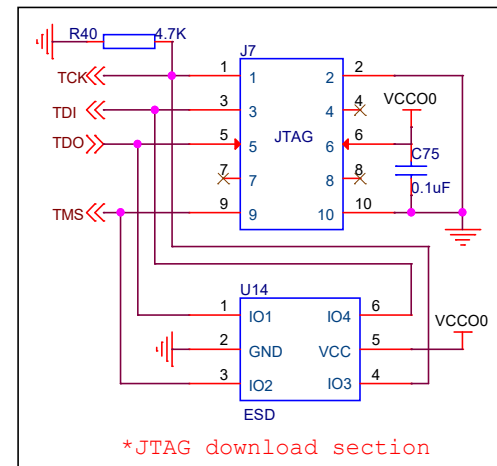 R40 4.7K
J7
TCK 1 1 2 2
TDI 3 3 4 4 VCCO0
TDO 5 5 JTAG 6 6
C75
7 7 8 8 0.1uF
TMS 9 9 10 10
U14
1 IO1 IO4 6 VCCO0
2 GND VCC 5
3 IO2 IO3 4
ESD
*JTAG download section